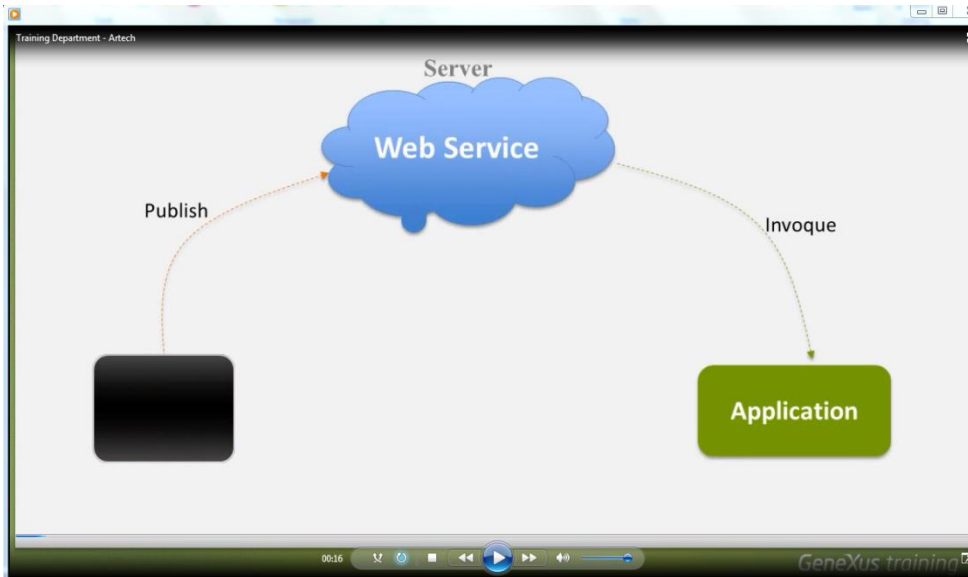 Training Department - Artech
Server
Web Service
Publish
Invoque
Application
00:16
GeneXus training